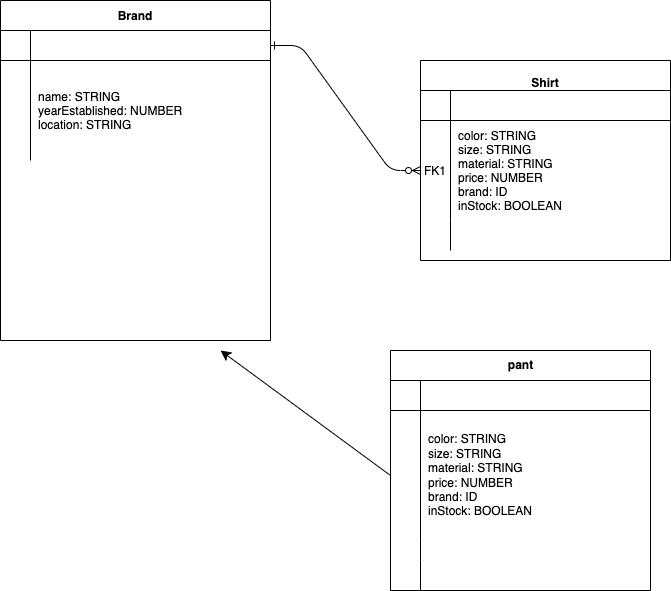 Brand
name: STRING
yearEstablished: NUMBER
location: STRING
Shirt
FK1
color: STRING
size: STRING
material: STRING
price: NUMBER
brand: ID
inStock: BOOLEAN
pant
color: STRING
size: STRING
material: STRING
price: NUMBER
brand: ID
inStock: BOOLEAN